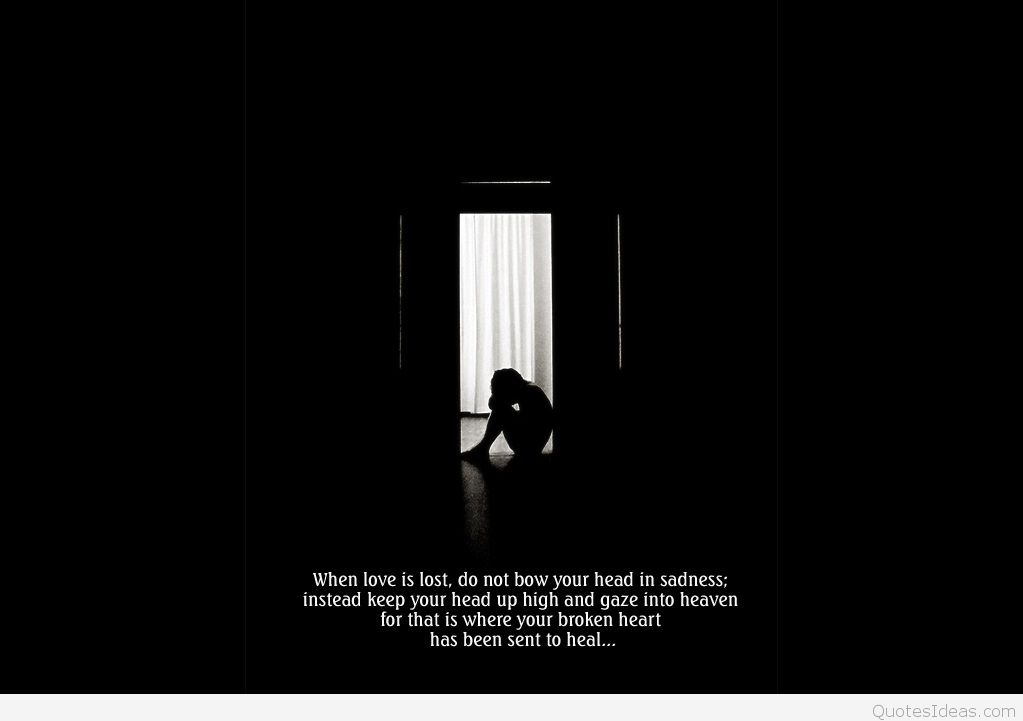 When love is lost, do not bow your head in sadness;
instead keep your head up high and gaze into heaven
for that is where your broken heart
has been sent to heal...
QuotesIdeas.com